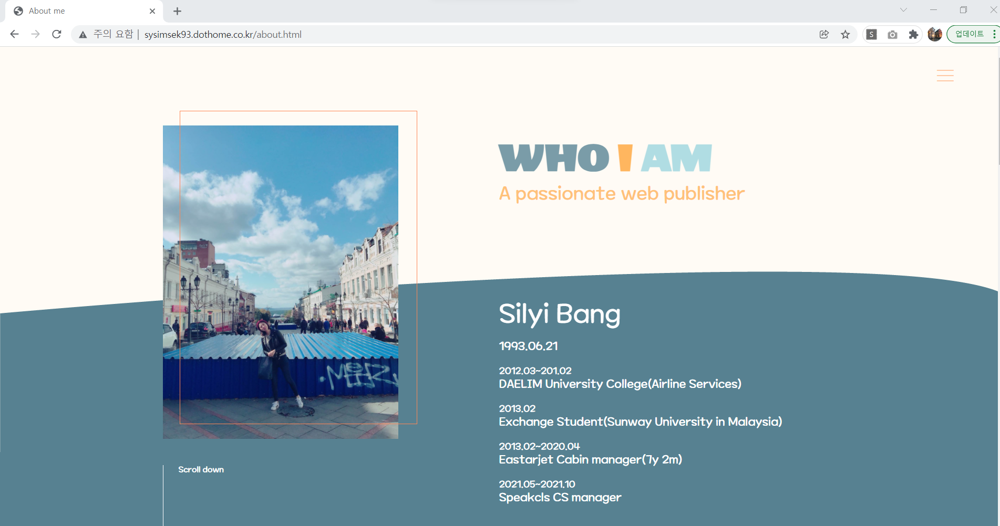 About me
주의 요함 | sysimsek93.dothome.co.kr/about.html
S
업데이트
WHO I AM
A passionate web publisher
Silyi Bang
1993.06.21
2012.03~201.02
DAELIM University College(Airline Services)
2013.02
Exchange Student(Sunway University in Malaysia)
2013.02~2020.04
Eastarjet Cabin manager(7y 2m)
2021.05~2021.10
Speakcls CS manager
Scroll down